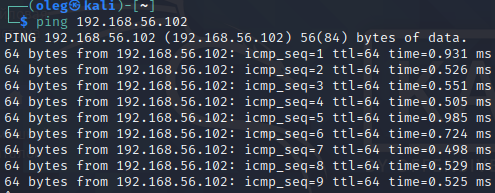 ┌──(oleg㉿kali)-[~]
└─$ ping 192.168.56.102
PING 192.168.56.102 (192.168.56.102) 56(84) bytes of data.
64 bytes from 192.168.56.102: icmp_seq=1 ttl=64 time=0.931 ms
64 bytes from 192.168.56.102: icmp_seq=2 ttl=64 time=0.526 ms
64 bytes from 192.168.56.102: icmp_seq=3 ttl=64 time=0.551 ms
64 bytes from 192.168.56.102: icmp_seq=4 ttl=64 time=0.505 ms
64 bytes from 192.168.56.102: icmp_seq=5 ttl=64 time=0.985 ms
64 bytes from 192.168.56.102: icmp_seq=6 ttl=64 time=0.724 ms
64 bytes from 192.168.56.102: icmp_seq=7 ttl=64 time=0.498 ms
64 bytes from 192.168.56.102: icmp_seq=8 ttl=64 time=0.529 ms
64 bytes from 192.168.56.102: icmp_seq=9 ttl=64 time=0.525 ms